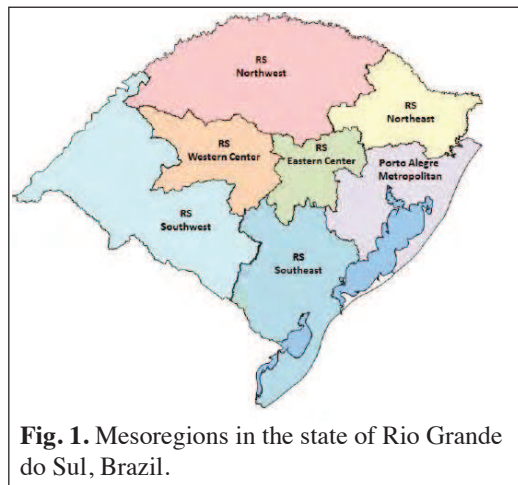 RS
Northwest
RS
Northeast
RS
Western Center
RS
Eastern Center
Porto Alegre
Metropolitan
RS
Southwest
RS
Southeast
Fig. 1. Mesoregions in the state of Rio Grande
do Sul, Brazil.